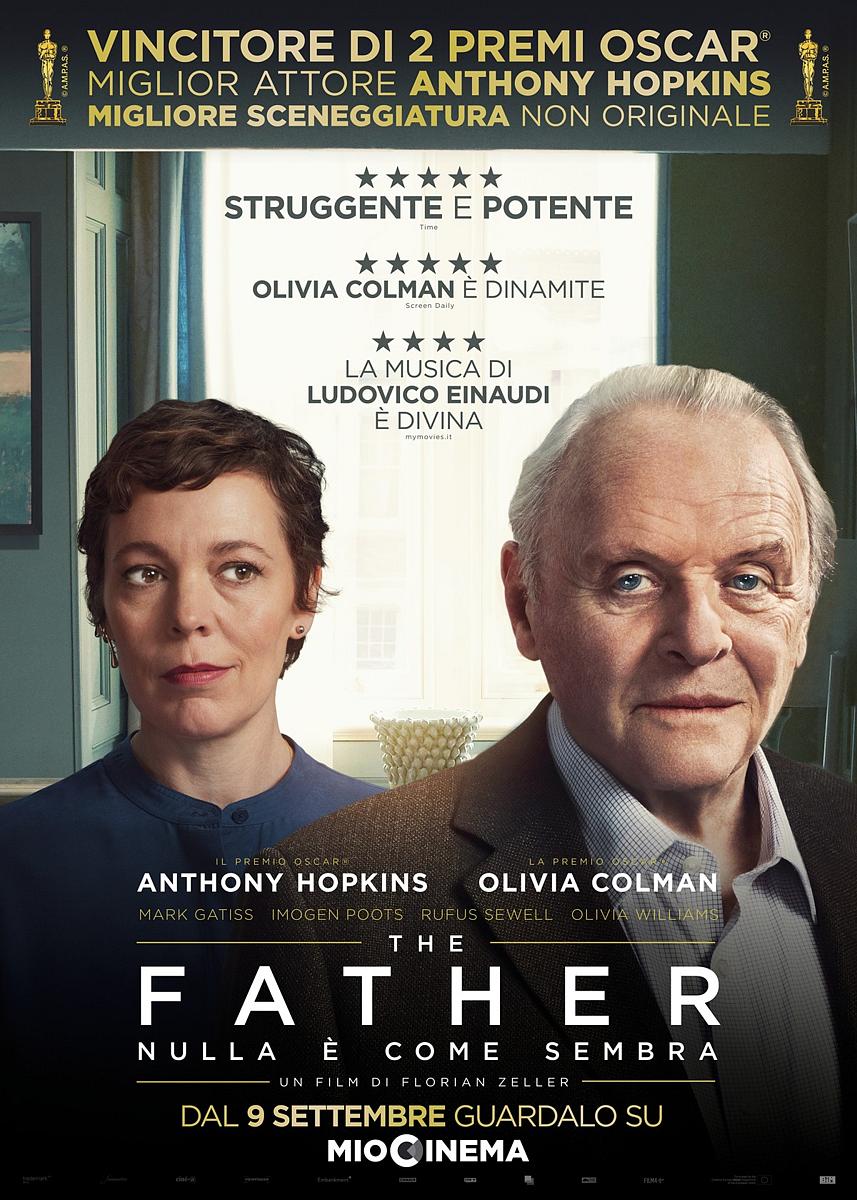 VINCITORE DI 2 PREMI OSCAR®
MIGLIOR ATTORE ANTHONY HOPKINS
MIGLIORE SCENEGGIATURA NON ORIGINALE
© A.M.P.A.S. ®
© A.M.P.A.S. ®
★★★★★
STRUGGENTE E POTENTE
Time
★★★★★
OLIVIA COLMAN È DINAMITE
Screen Daily
★★★★
LA MUSICA DI
LUDOVICO EINAUDI
È DIVINA
mymovies.it
IL PREMIO OSCAR® LA PREMIO OSCAR®
ANTHONY HOPKINS OLIVIA COLMAN
MARK GATISS IMOGEN POOTS RUFUS SEWELL OLIVIA WILLIAMS
THE
FATHER
NULLA È COME SEMBRA
UN FILM DI FLORIAN ZELLER
DAL 9 SETTEMBRE GUARDALO SU
MIOCINEMA
trademark
Embankment